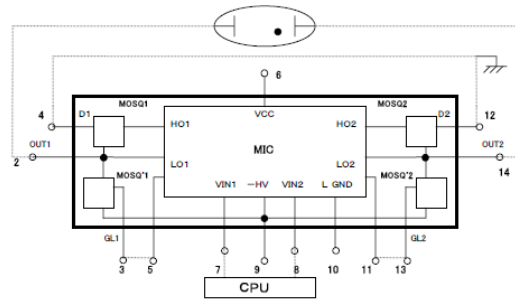 6
4 D1 MOSQ1 HO1 VCC HO2 MOSQ2 D2 12
OUT1 OUT2
2 LO1 MIC LO2 14
MOSQ'1 MOSQ'2
VIN1 -HV VIN2 L GND
GL1 GL2
3 5 7 9 8 10 11 13
CPU